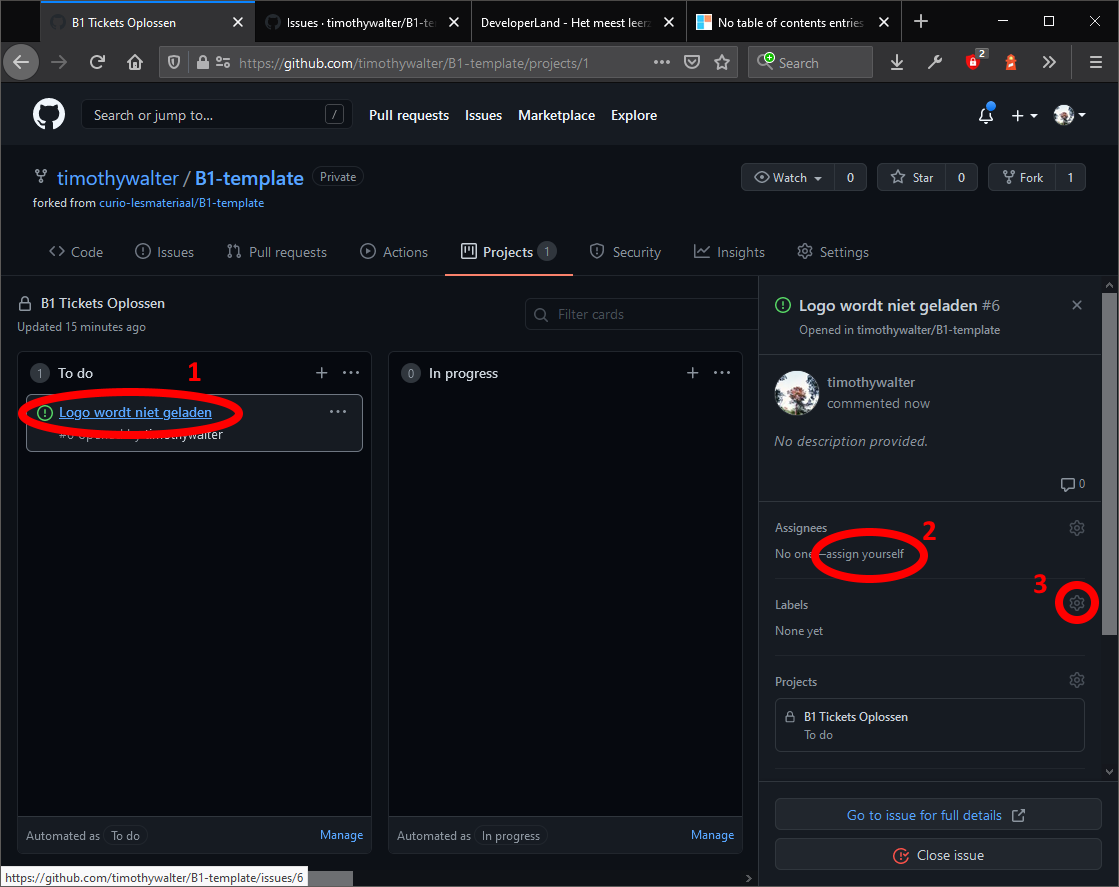 B1 Tickets Oplossen
Issues · timothywalter/B1-te
DeveloperLand - Het meest leerz
No table of contents entries
https://github.com/timothywalter/B1-template/projects/1
Search
2
Search or jump to...
/
Pull requests
Issues
Marketplace
Explore
timothywalter / B1-template
Private
Watch
0
Star
0
Fork
1
forked from curio-lesmateriaal/B1-template
Code
Issues
Pull requests
Actions
Projects 1
Security
Insights
Settings
B1 Tickets Oplossen
Updated 15 minutes ago
Filter cards
1 To do
1
Logo wordt niet geladen
#6 opened by timothywalter
Automated as To do
Manage
0 In progress
Automated as In progress
Manage
Logo wordt niet geladen #6
Opened in timothywalter/B1-template
timothywalter
commented now
No description provided.
0
Assignees
2
No one—assign yourself
3
Labels
None yet
Projects
B1 Tickets Oplossen
To do
Go to issue for full details
Close issue
https://github.com/timothywalter/B1-template/issues/6